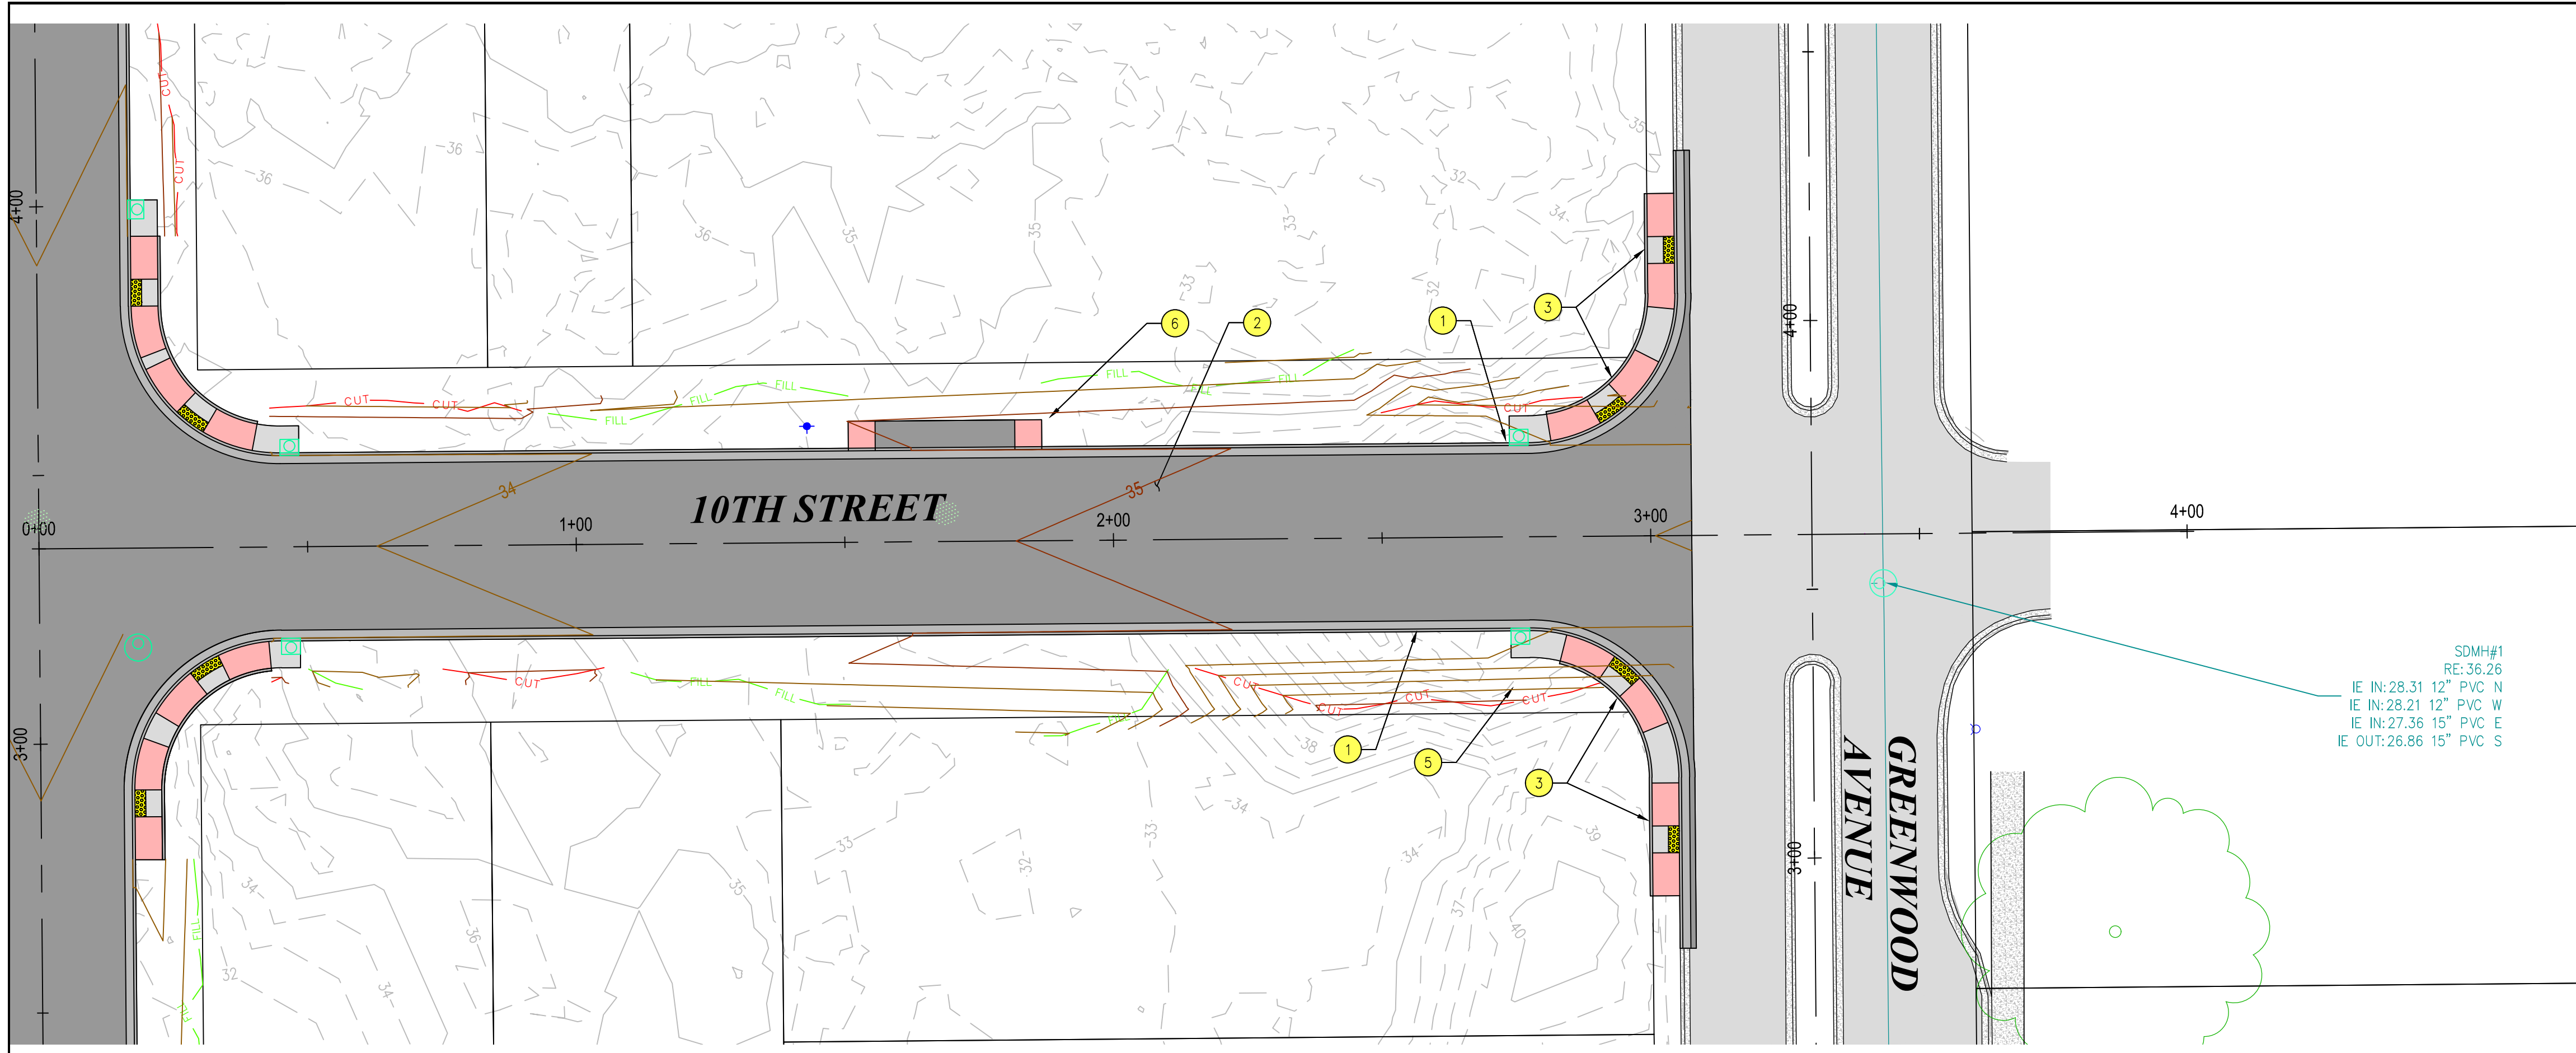 CUT
CUT
4+00
36
36
36
35
35
33
32
34
35
33
32
6
2
1
3
4+00
CUT
CUT
FILL
FILL
FILL
FILL
FILL
CUT
34
10TH STREET
35
0+00
1+00
2+00
3+00
4+00
SDMH#1
RE:36.26
IE IN:28.31 12" PVC N
IE IN:28.21 12" PVC W
IE IN:27.36 15" PVC E
IE OUT:26.86 15" PVC S
CUT
FILL
FILL
FILL
CUT
CUT
CUT
CUT
3+00
1
5
3
38
34
33
33
32
34
39
37
40
34
36
35
32
34
FILL
FILL
3+00
GREENWOOD
AVENUE